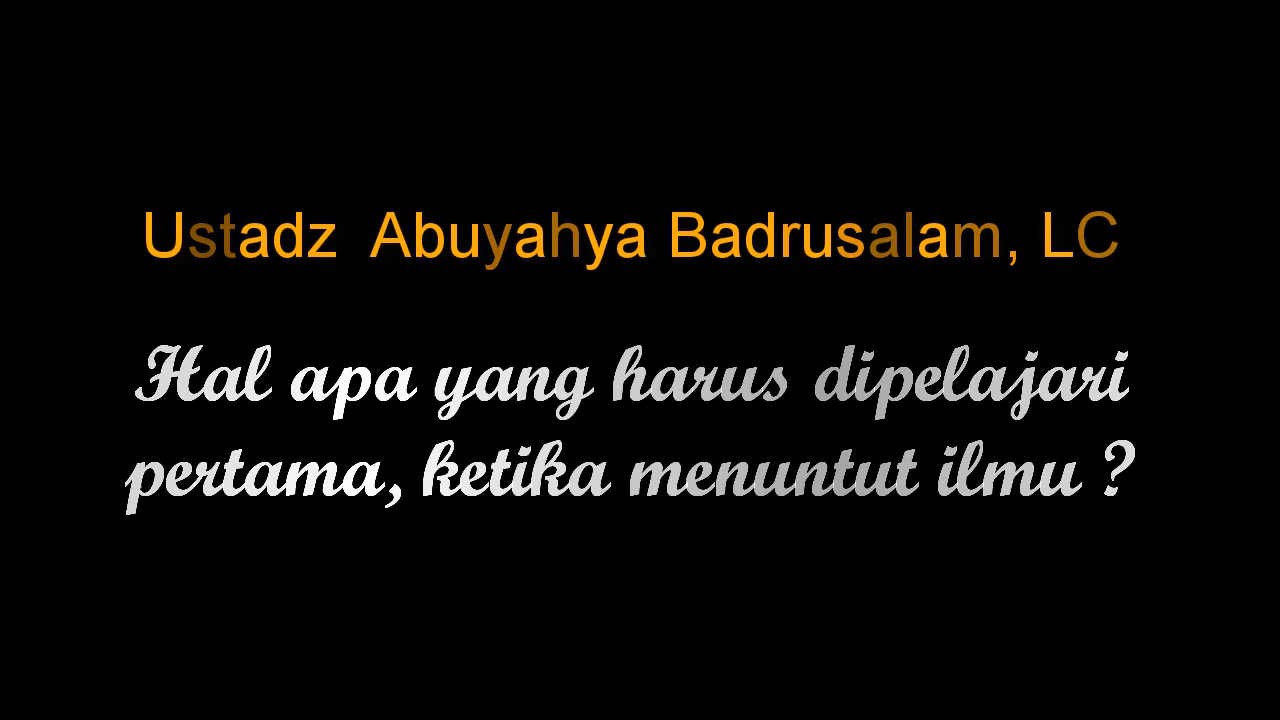 Ustadz  Abuyahya Badrusalam, LC
Hal apa yang harus dipelajari
pertama, ketika menuntut ilmu ?